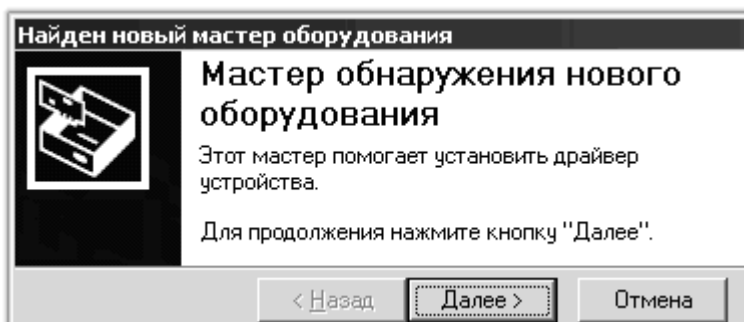 Найден новый мастер оборудования
Мастер обнаружения нового
оборудования
Этот мастер помогает установить драйвер
устройства.
Для продолжения нажмите кнопку "Далее".
< Назад Далее > Отмена